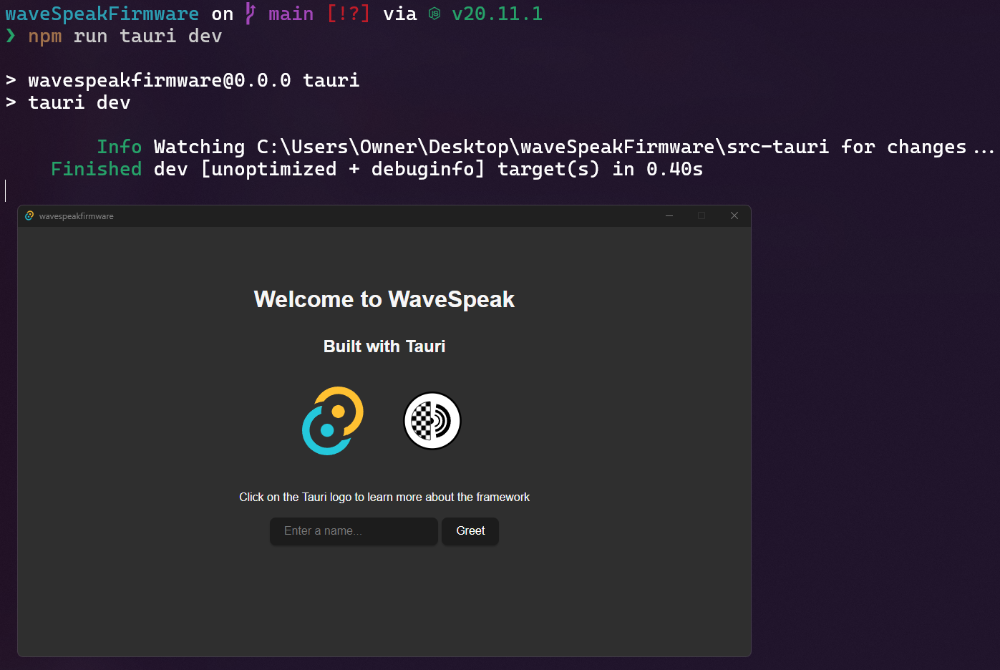 waveSpeakFirmware on main [!?] via v20.11.1
❯ npm run tauri dev
> wavespeakfirmware@0.0.0 tauri
> tauri dev
Info Watching C:\Users\Owner\Desktop\waveSpeakFirmware\src-tauri for changes...
Finished dev [unoptimized + debuginfo] target(s) in 0.40s
wavespeakfirmware
Welcome to WaveSpeak
Built with Tauri
Click on the Tauri logo to learn more about the framework
Enter a name... Greet